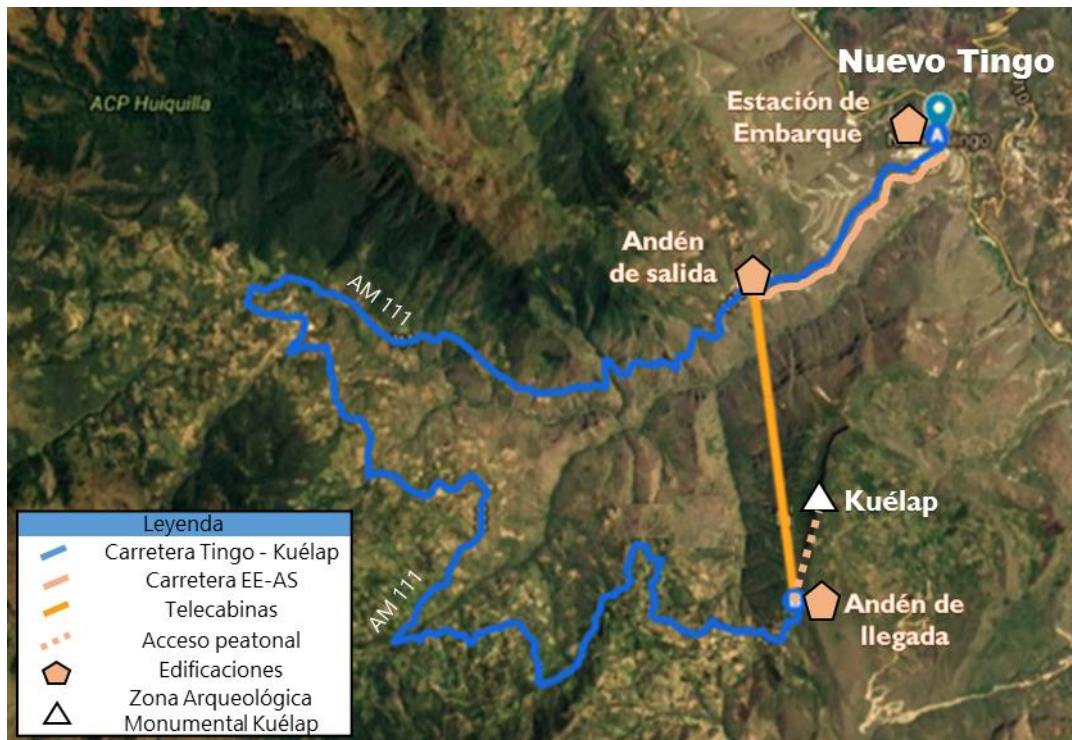 ACP Huiquilla
Nuevo Tingo
Estación de
Embarque
A
Andén
de salida
AM 111
Kuélap
AM 111
Andén de
llegada
Leyenda
Carretera Tingo - Kuélap
Carretera EE-AS
Telecabinas
Acceso peatonal
Edificaciones
Zona Arqueológica
Monumental Kuélap